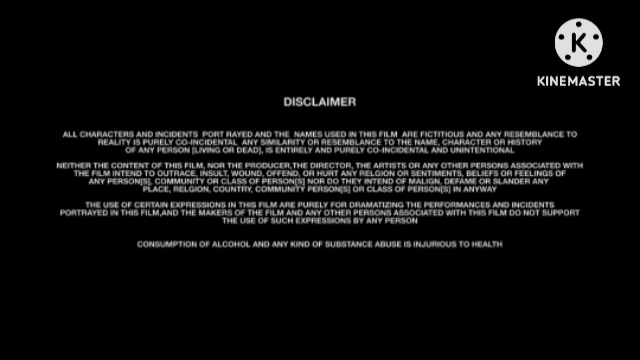 KINEMASTER
DISCLAIMER
ALL CHARACTERS AND INCIDENTS PORT RAYED AND THE NAMES USED IN THIS FILM ARE FICTITIOUS AND ANY RESEMBLANCE TO
REALITY IS PURELY CO-INCIDENTAL ANY SIMILARITY OR RESEMBLANCE TO THE NAME, CHARACTER OR HISTORY
OF ANY PERSON [LIVING OR DEAD], IS ENTIRELY AND PURELY CO-INCIDENTAL AND UNINTENTIONAL
NEITHER THE CONTENT OF THIS FILM, NOR THE PRODUCER,THE DIRECTOR, THE ARTISTS OR ANY OTHER PERSONS ASSOCIATED WITH
THE FILM INTEND TO OUTRACE, INSULT, WOUND, OFFEND, OR HURT ANY RELIGION OR SENTIMENTS, BELIEFS OR FEELINGS OF
ANY PERSON[S], COMMUNITY OR CLASS OF PERSON[S] NOR DO THEY INTEND OF MALIGN, DEFAME OR SLANDER ANY
PLACE, RELIGION, COUNTRY, COMMUNITY PERSON[S] OR CLASS OF PERSON[S] IN ANYWAY
THE USE OF CERTAIN EXPRESSIONS IN THIS FILM ARE PURELY FOR DRAMATIZING THE PERFORMANCES AND INCIDENTS
PORTRAYED IN THIS FILM,AND THE MAKERS OF THE FILM AND ANY OTHER PERSONS ASSOCIATED WITH THIS FILM DO NOT SUPPORT
THE USE OF SUCH EXPRESSIONS BY ANY PERSON
CONSUMPTION OF ALCOHOL AND ANY KIND OF SUBSTANCE ABUSE IS INJURIOUS TO HEALTH